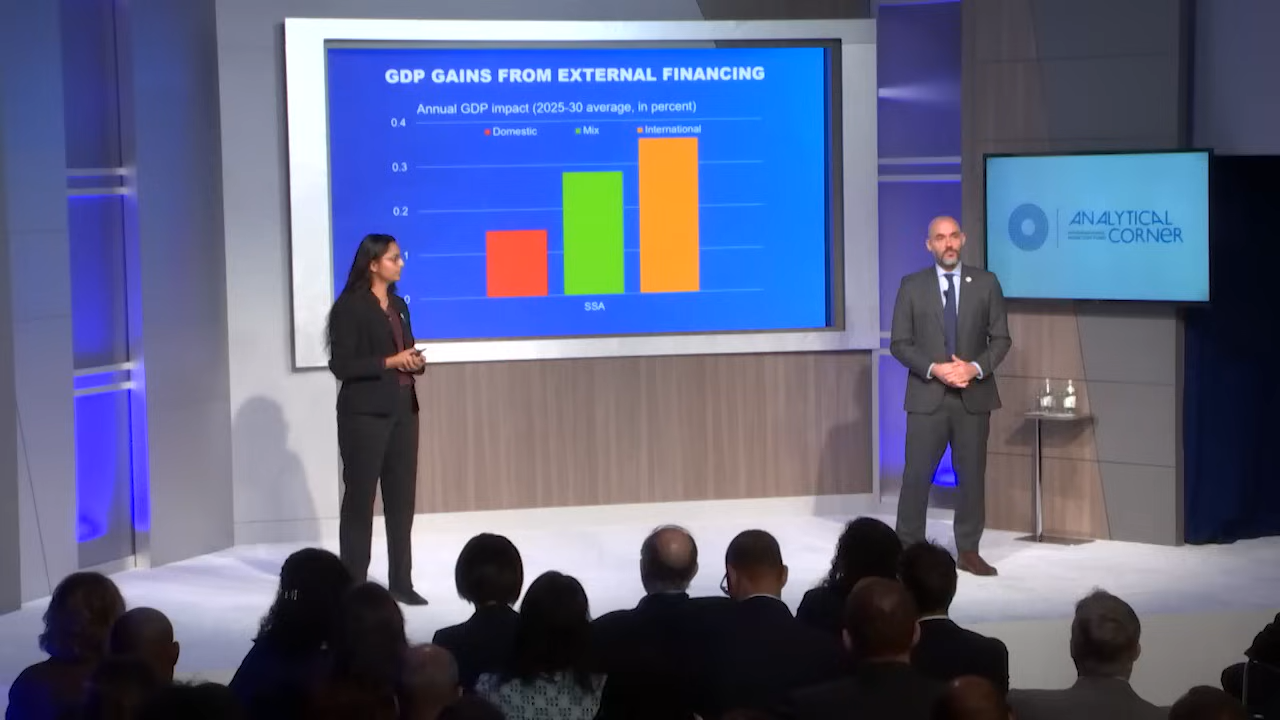 GDP GAINS FROM EXTERNAL FINANCING
Annual GDP impact (2025-30 average, in percent)
0.4
Domestic Mix International
0.3
0.2
1
0
SSA
ANALYTICAL
CORNER